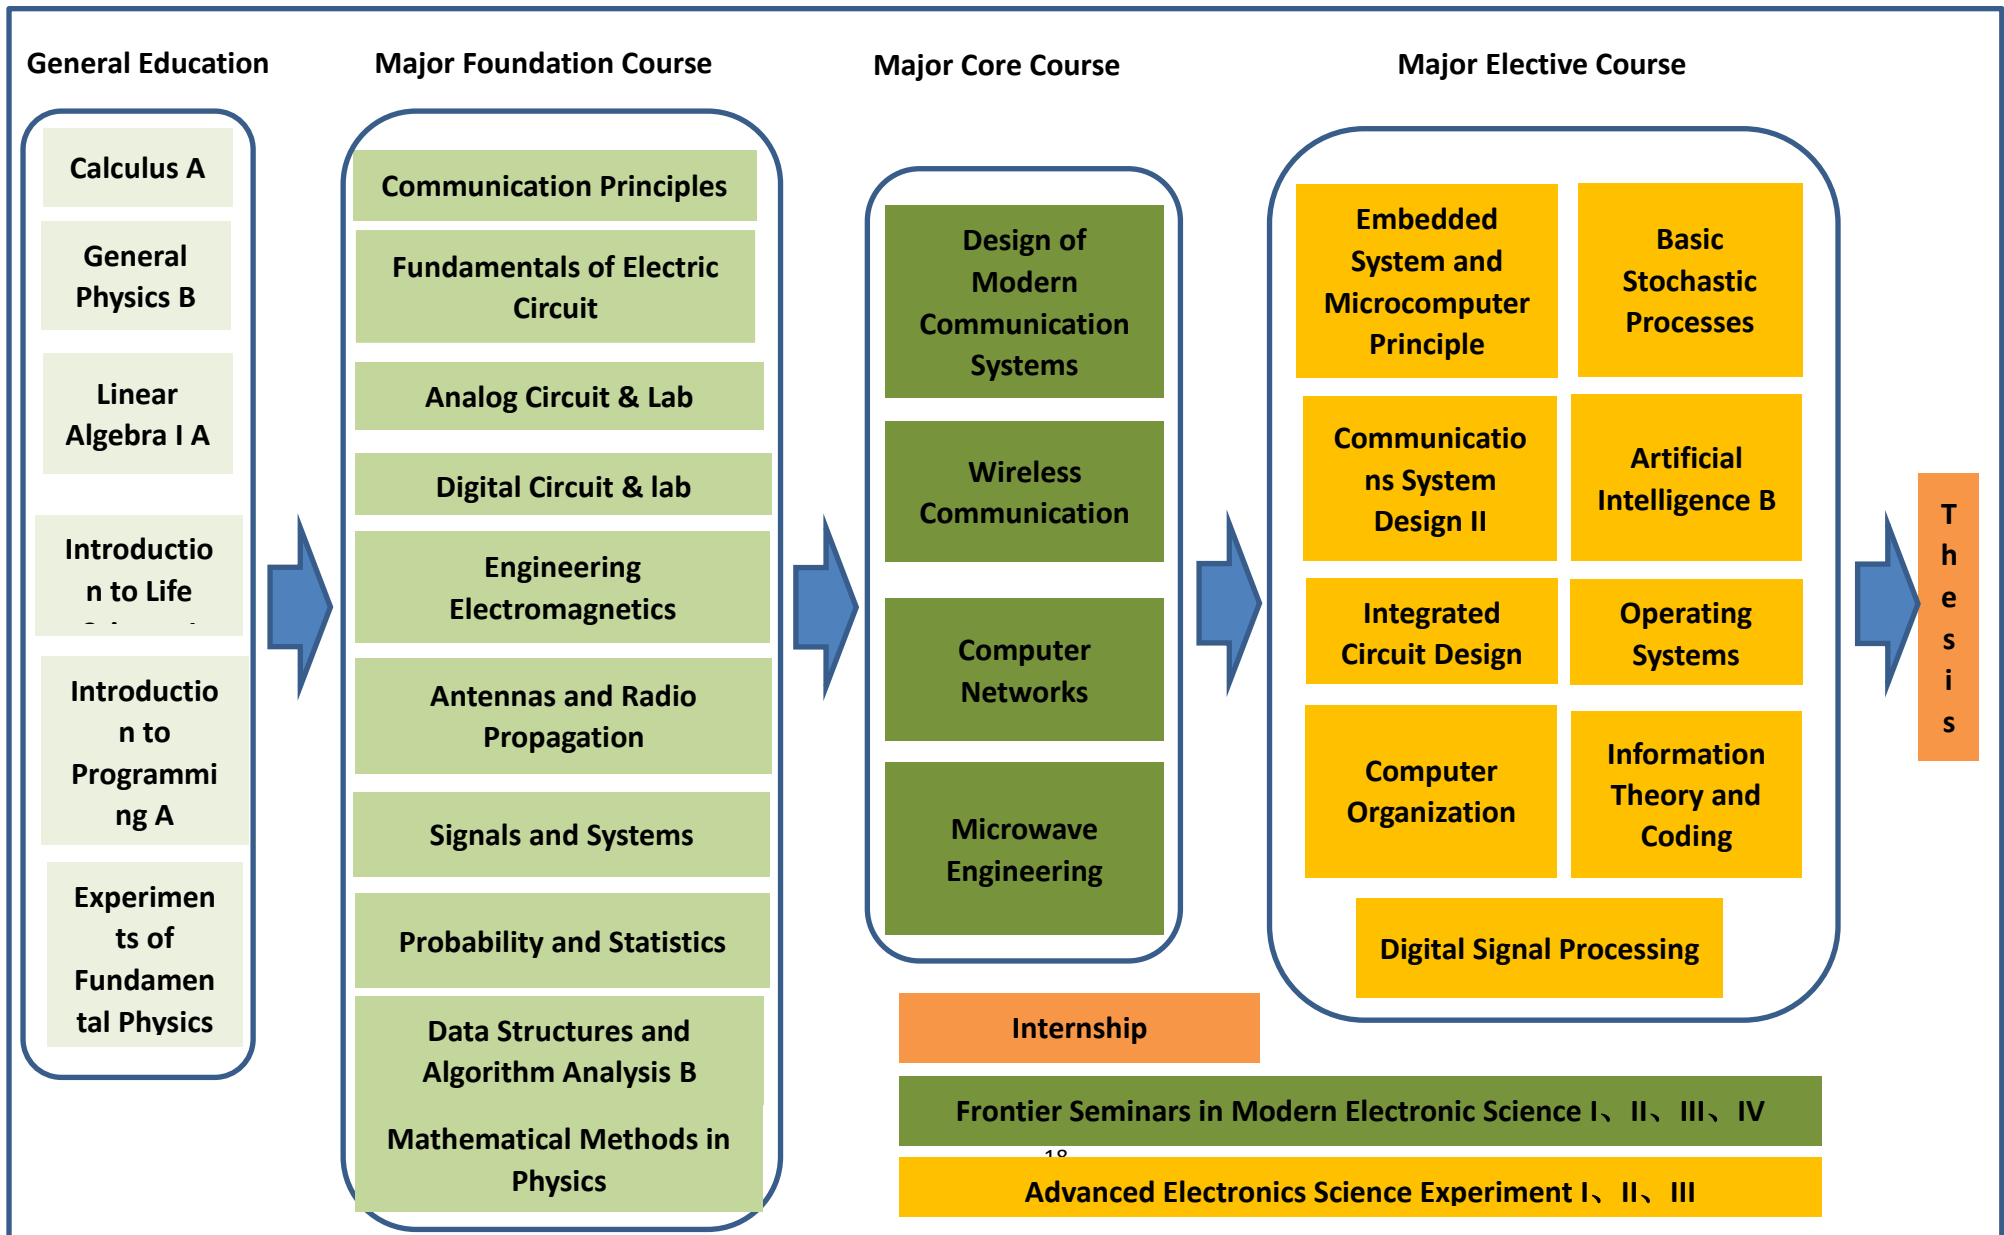 General Education
Calculus A
General
Physics B
Linear
Algebra I A
Introductio
n to Life
Introductio
n to
Programmi
ng A
Experimen
ts of
Fundamen
tal Physics
Major Foundation Course
Communication Principles
Fundamentals of Electric
Circuit
Analog Circuit & Lab
Digital Circuit & lab
Engineering
Electromagnetics
Antennas and Radio
Propagation
Signals and Systems
Probability and Statistics
Data Structures and
Algorithm Analysis B
Mathematical Methods in
Physics
Major Core Course
Design of
Modern
Communication
Systems
Wireless
Communication
Computer
Networks
Microwave
Engineering
Major Elective Course
Embedded
System and
Microcomputer
Principle
Basic
Stochastic
Processes
Communicatio
ns System
Design II
Artificial
Intelligence B
Integrated
Circuit Design
Operating
Systems
Computer
Organization
Information
Theory and
Coding
Digital Signal Processing
Internship
Frontier Seminars in Modern Electronic Science I、II、III、IV
18
Advanced Electronics Science Experiment I、II、III
T
h
e
s
i
s